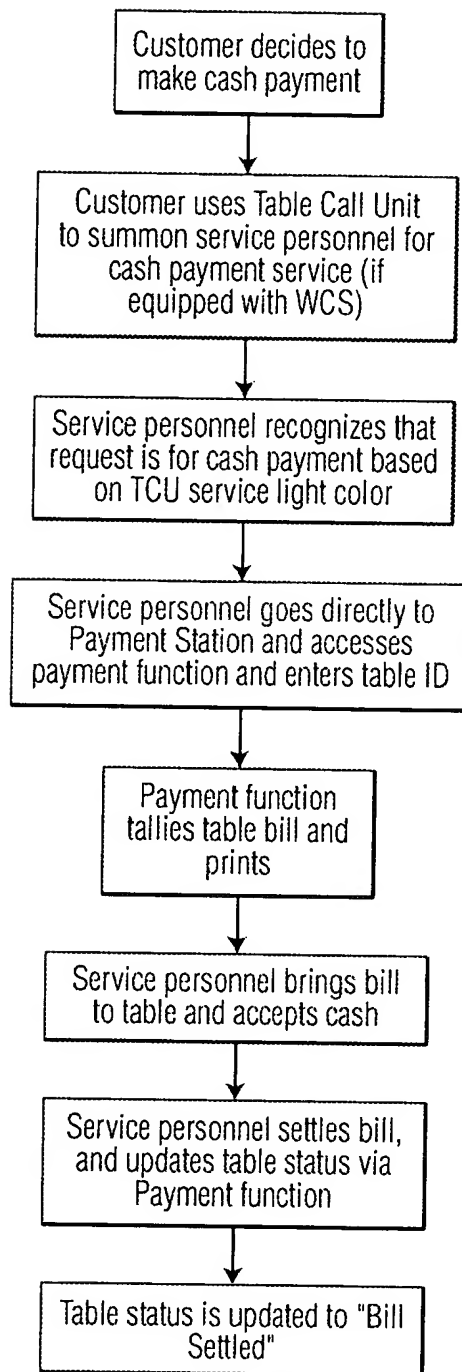 Customer decides to
make cash payment
Customer uses Table Call Unit
to summon service personnel for
cash payment service (if
equipped with WCS)
Service personnel recognizes that
request is for cash payment based
on TCU service light color
Service personnel goes directly to
Payment Station and accesses
payment function and enters table ID
Payment function
tallies table bill and
prints
Service personnel brings bill
to table and accepts cash
Service personnel settles bill,
and updates table status via
Payment function
Table status is updated to "Bill
Settled"